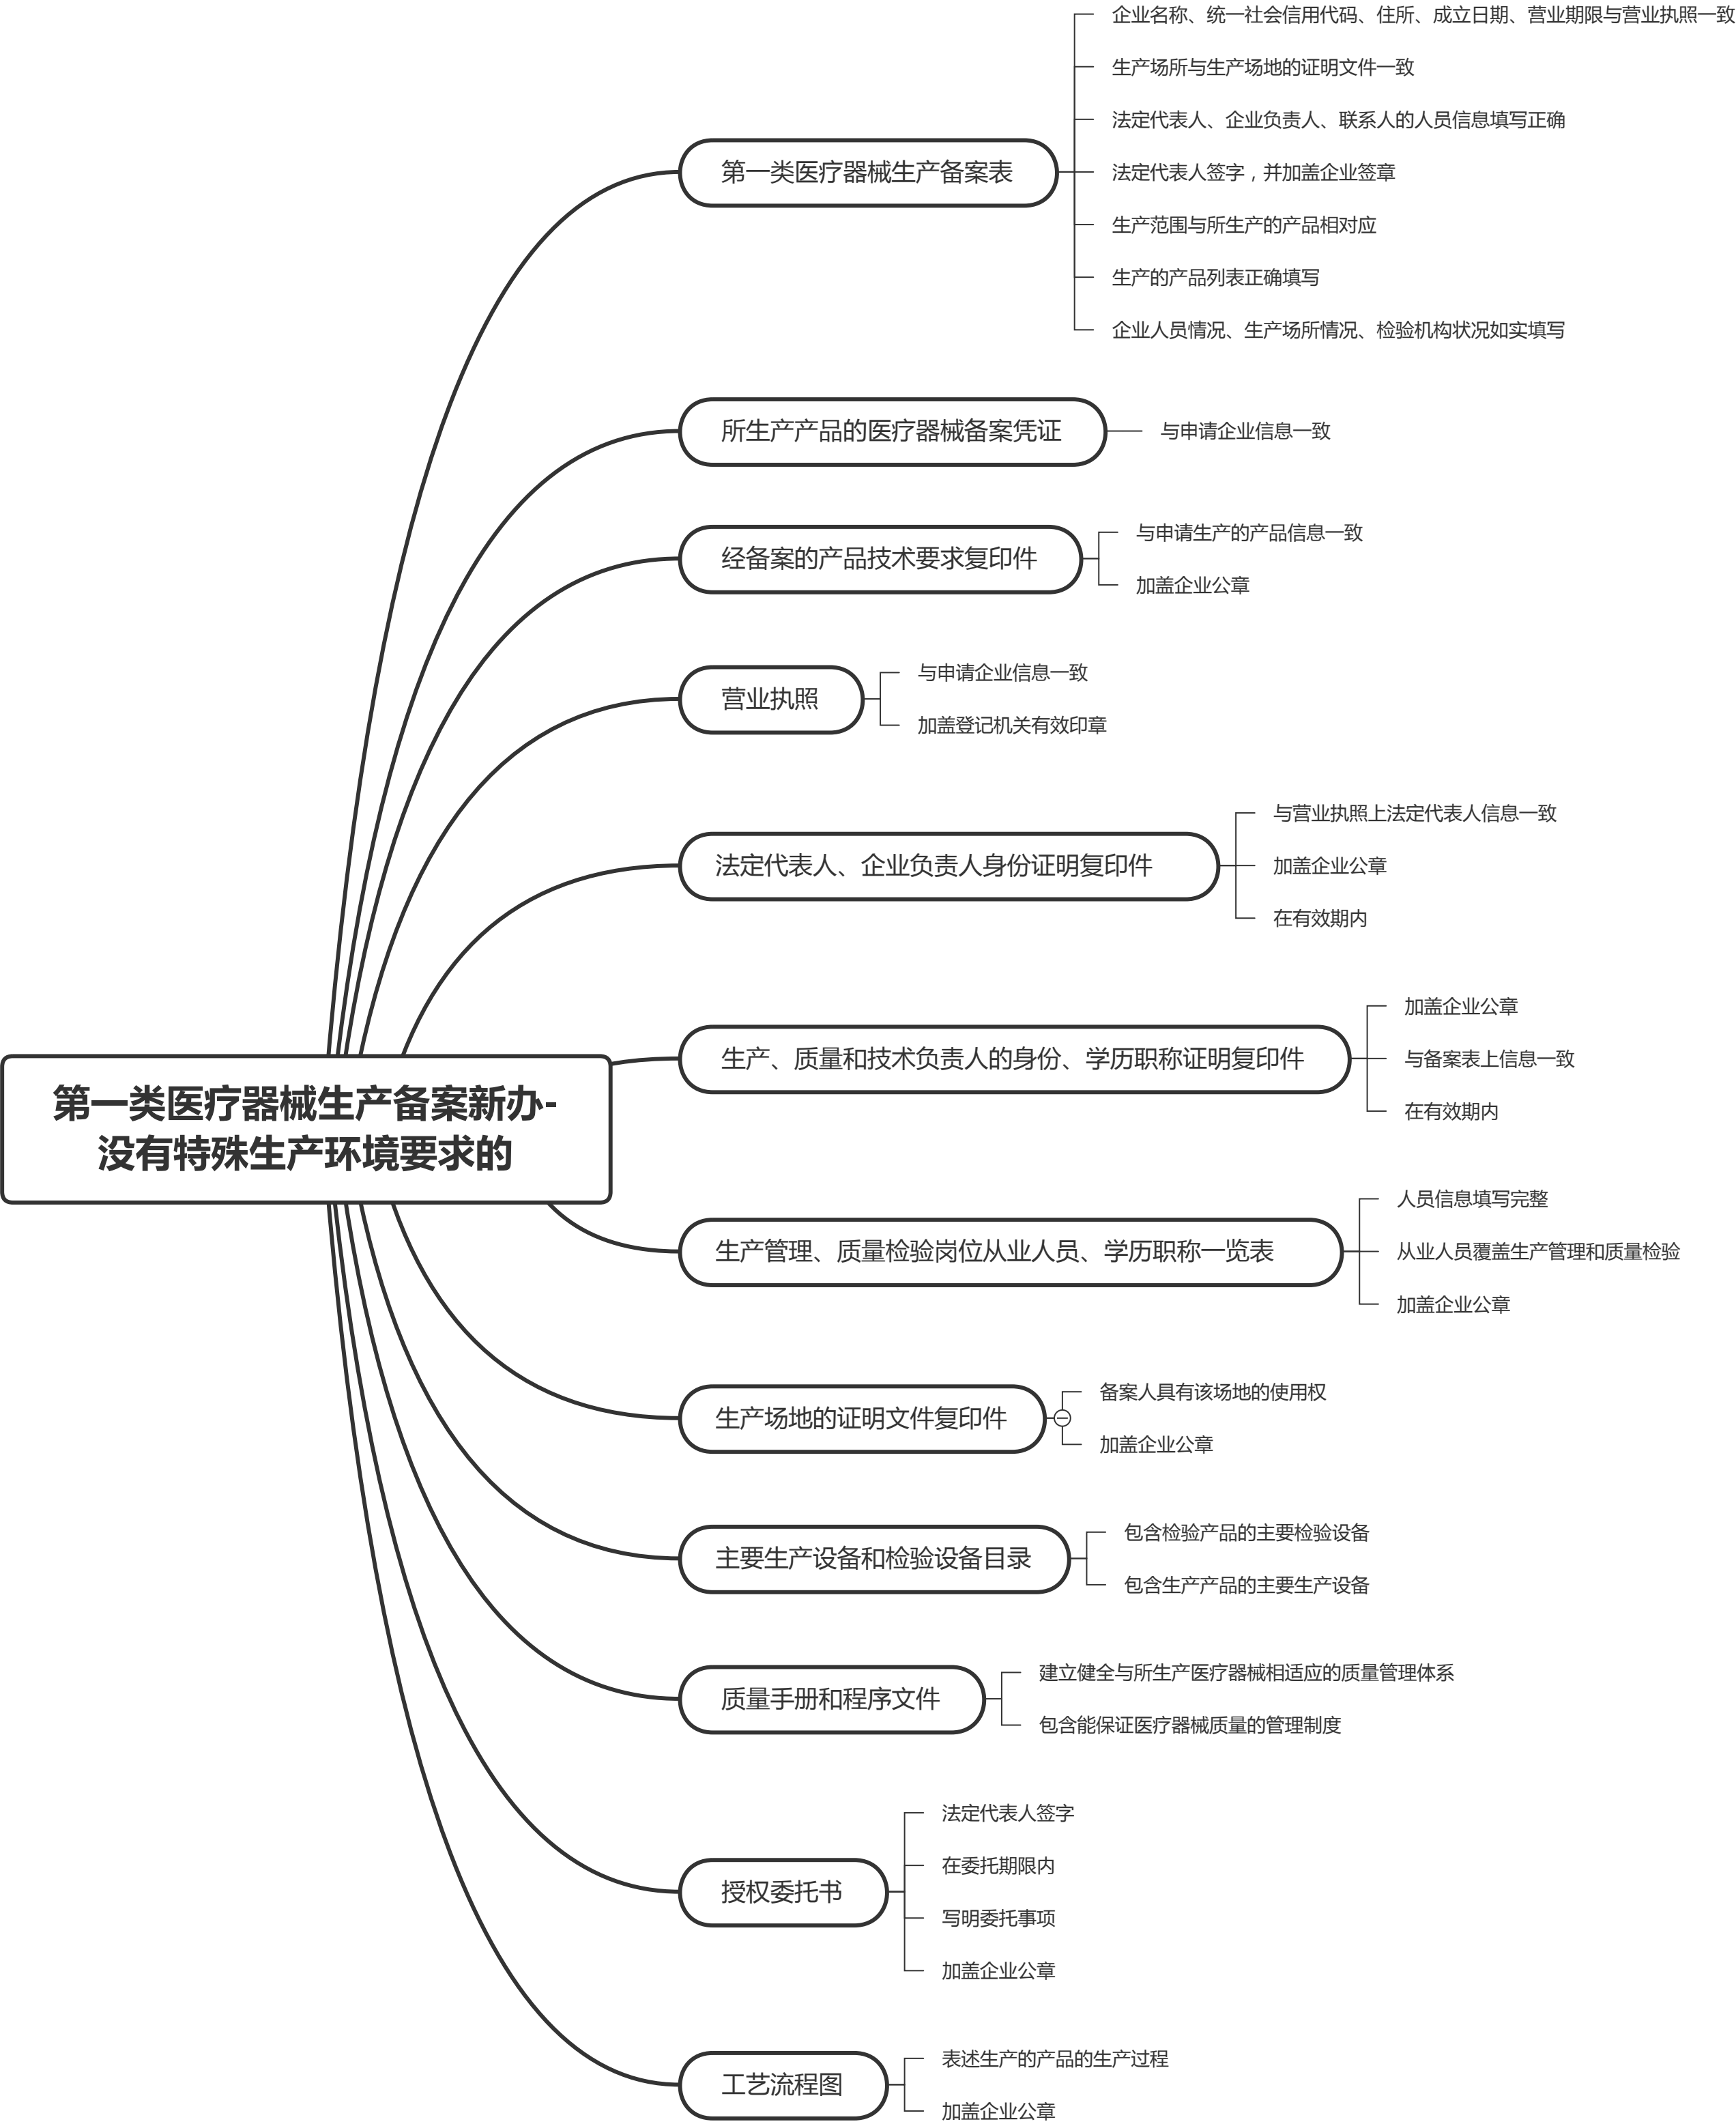 企业名称、统一社会信用代码、住所、成立日期、营业期限与营业执照一致
生产场所与生产场地的证明文件一致
法定代表人、企业负责人、联系人的人员信息填写正确
第一类医疗器械生产备案表
法定代表人签字，并加盖企业签章
生产范围与所生产的产品相对应
生产的产品列表正确填写
企业人员情况、生产场所情况、检验机构状况如实填写
所生产产品的医疗器械备案凭证
与申请企业信息一致
经备案的产品技术要求复印件
与申请生产的产品信息一致
加盖企业公章
营业执照
与申请企业信息一致
加盖登记机关有效印章
法定代表人、企业负责人身份证明复印件
与营业执照上法定代表人信息一致
加盖企业公章
在有效期内
生产、质量和技术负责人的身份、学历职称证明复印件
加盖企业公章
与备案表上信息一致
在有效期内
第一类医疗器械生产备案新办-
没有特殊生产环境要求的
生产管理、质量检验岗位从业人员、学历职称一览表
人员信息填写完整
从业人员覆盖生产管理和质量检验
加盖企业公章
生产场地的证明文件复印件
备案人具有该场地的使用权
加盖企业公章
主要生产设备和检验设备目录
包含检验产品的主要检验设备
包含生产产品的主要生产设备
质量手册和程序文件
建立健全与所生产医疗器械相适应的质量管理体系
包含能保证医疗器械质量的管理制度
授权委托书
法定代表人签字
在委托期限内
写明委托事项
加盖企业公章
工艺流程图
表述生产的产品的生产过程
加盖企业公章